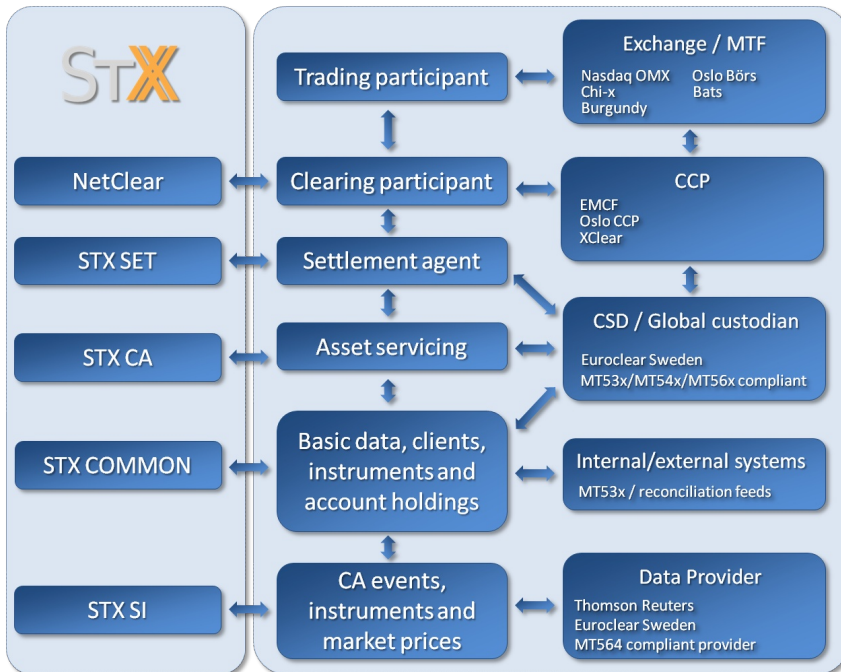 STX
Trading participant
Exchange / MTF
Nasdaq OMX Oslo Börs
Chi-x Bats
Burgundy
NetClear
Clearing participant
CCP
EMCF
Oslo CCP
XClear
STX SET
Settlement agent
CSD / Global custodian
Euroclear Sweden
MT53x/MT54x/MT56x compliant
STX CA
Asset servicing
STX COMMON
Basic data, clients,
instruments and
account holdings
Internal/external systems
MT53x / reconciliation feeds
STX SI
CA events,
instruments and
market prices
Data Provider
Thomson Reuters
Euroclear Sweden
MT564 compliant provider